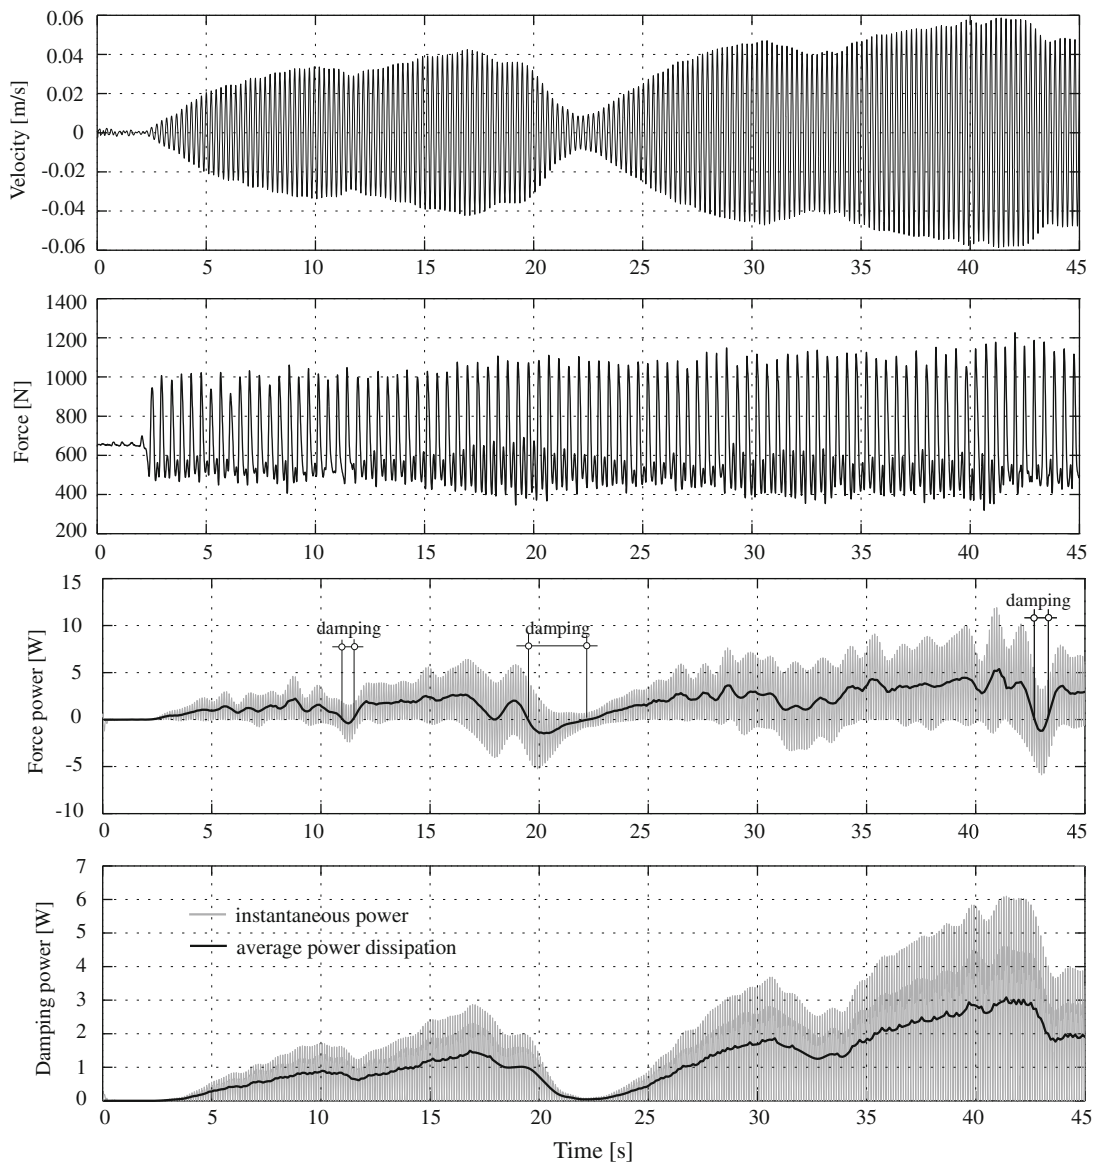 0.06
0.04
0.02
0
-0.02
-0.04
-0.06
Velocity [m/s]
0 5 10 15 20 25 30 35 40 45
1400
1200
1000
800
600
400
200
Force [N]
0 5 10 15 20 25 30 35 40 45
15
10
5
0
-5
-10
Force power [W]
damping
damping
damping
0 5 10 15 20 25 30 35 40 45
7
6
5
4
3
2
1
0
Damping power [W]
instantaneous power
average power dissipation
0 5 10 15 20 25 30 35 40 45
Time [s]